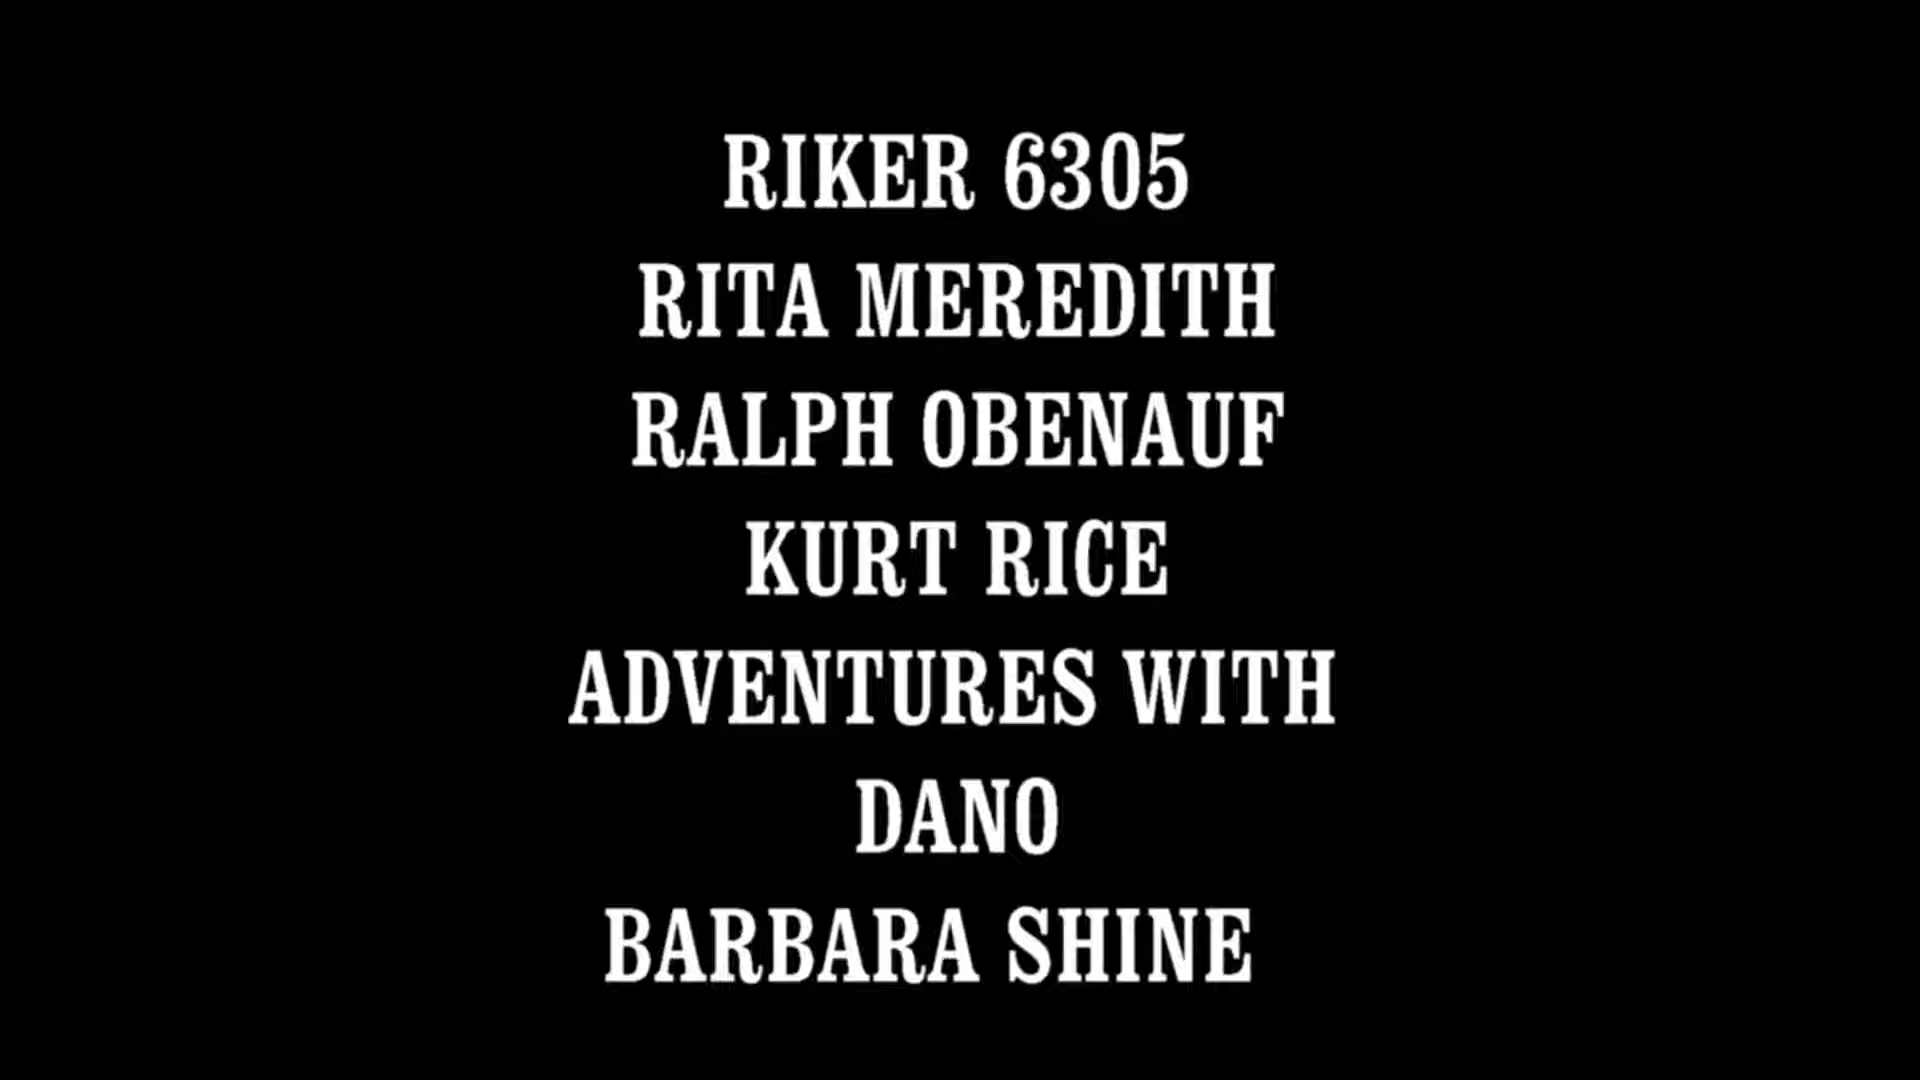 RIKER 6305
RITA MEREDITH
RALPH OBENAUF
KURT RICE
ADVENTURES WITH
DANO
BARBARA SHINE